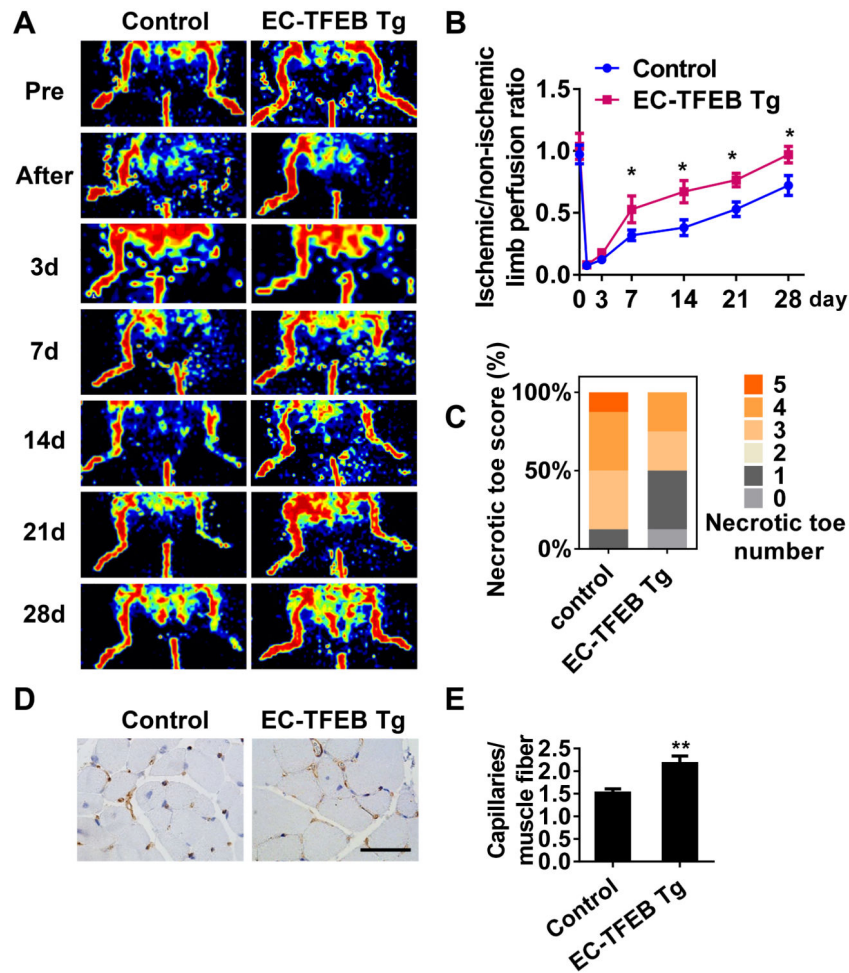 A
Control
EC-TFEB Tg
Pre
After
3d
7d
14d
21d
28d
B
Control
EC-TFEB Tg
Ischemic/non-ischemic
limb perfusion ratio
1.5
1.0
0.5
0.0
*
*
*
*
0 3 7 14 21 28 day
C
Necrotic toe score (%)
100%
50%
0%
control
EC-TFEB Tg
5
4
3
2
1
0
Necrotic toe
number
D
Control
EC-TFEB Tg
E
Capillaries/
muscle fiber
2.5
2.0
1.5
1.0
0.5
0.0
**
Control
EC-TFEB Tg